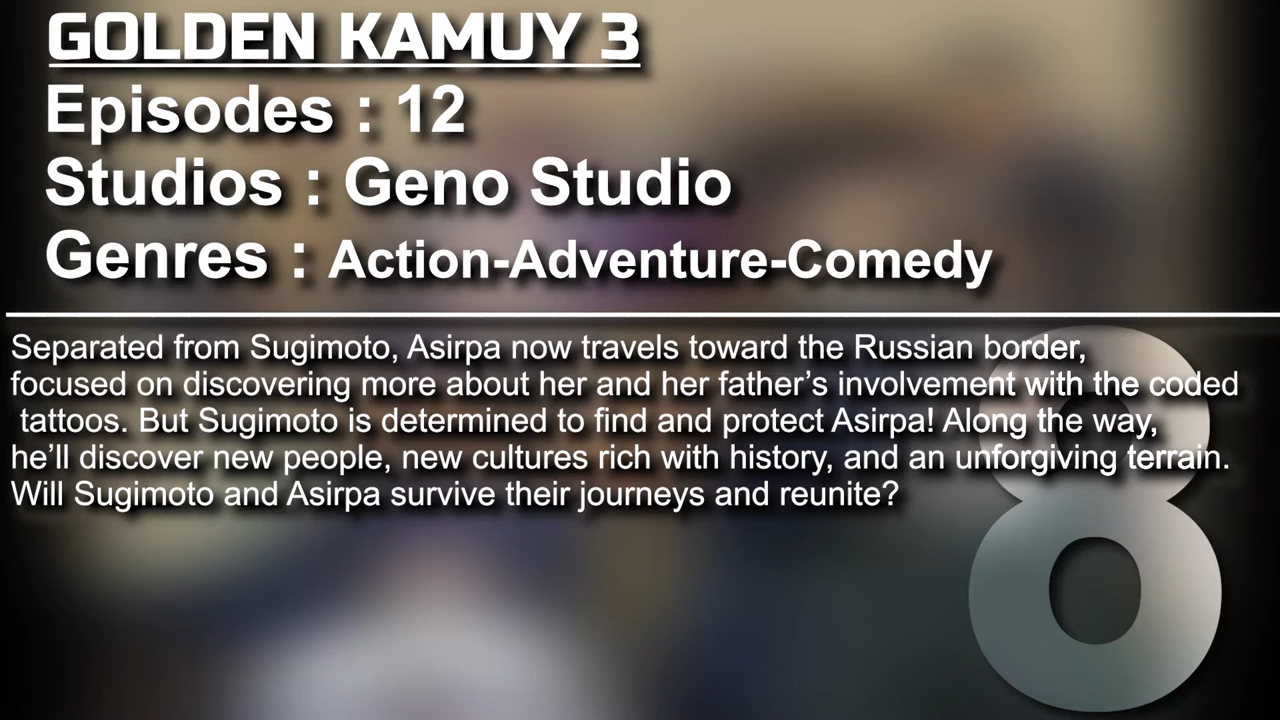 GOLDEN KAMUY 3
Episodes : 12
Studios : Geno Studio
Genres : Action-Adventure-Comedy
Separated from Sugimoto, Asirpa now travels toward the Russian border,
focused on discovering more about her and her father’s involvement with the coded
tattoos. But Sugimoto is determined to find and protect Asirpa! Along the way,
he’ll discover new people, new cultures rich with history, and an unforgiving terrain.
Will Sugimoto and Asirpa survive their journeys and reunite?
8